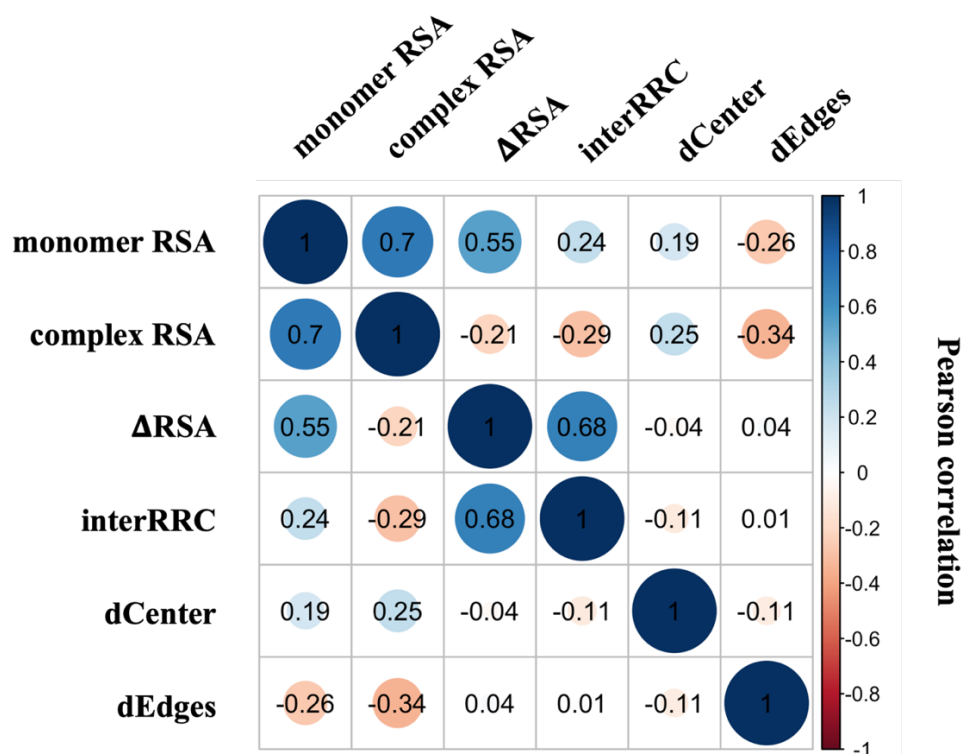 monomer RSA
complex RSA
ΔRSA
interRRC
dCenter
dEdges
monomer RSA 1 0.7 0.55 0.24 0.19 -0.26
complex RSA 0.7 1 -0.21 -0.29 0.25 -0.34
ΔRSA 0.55 -0.21 1 0.68 -0.04 0.04
interRRC 0.24 -0.29 0.68 1 -0.11 0.01
dCenter 0.19 0.25 -0.04 -0.11 1 -0.11
dEdges -0.26 -0.34 0.04 0.01 -0.11 1
1
0.8
0.6
0.4
0.2
0
-0.2
-0.4
-0.6
-0.8
-1
Pearson correlation